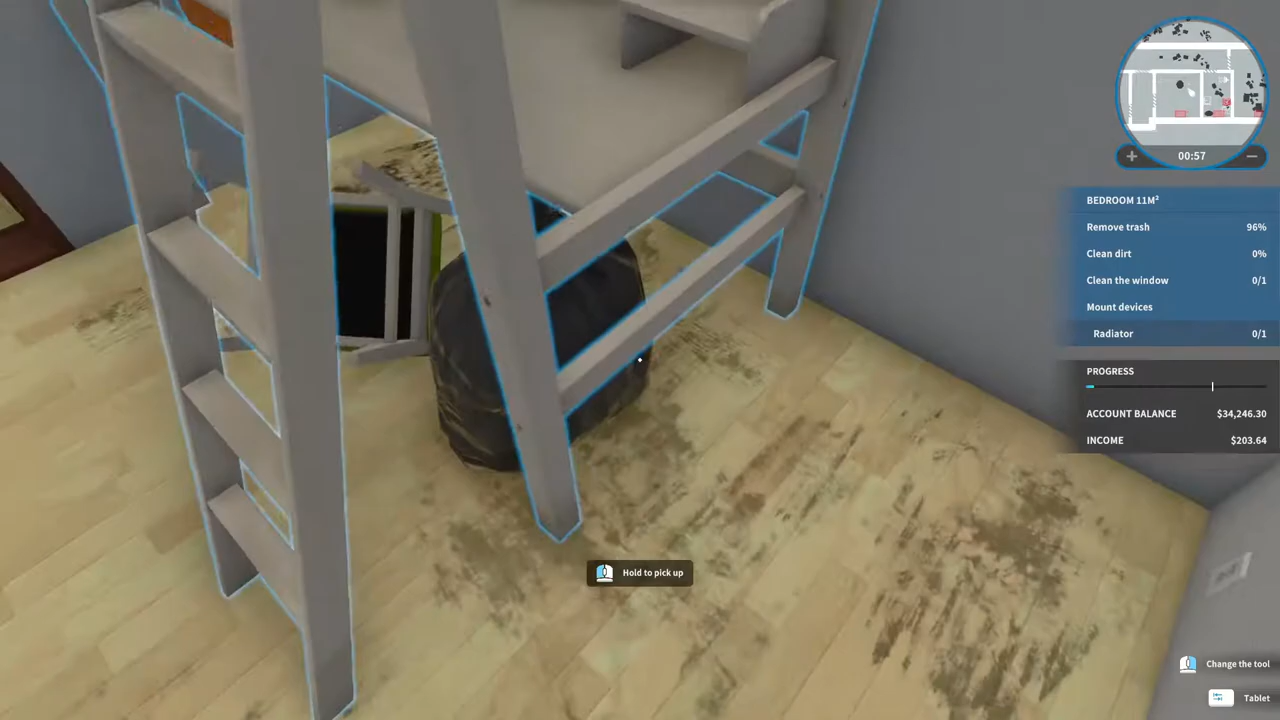 00:57
BEDROOM 11M²
Remove trash 96%
Clean dirt 0%
Clean the window 0/1
Mount devices
Radiator 0/1
PROGRESS
ACCOUNT BALANCE $34,246.30
INCOME $203.64
Hold to pick up
Change the tool
Tablet